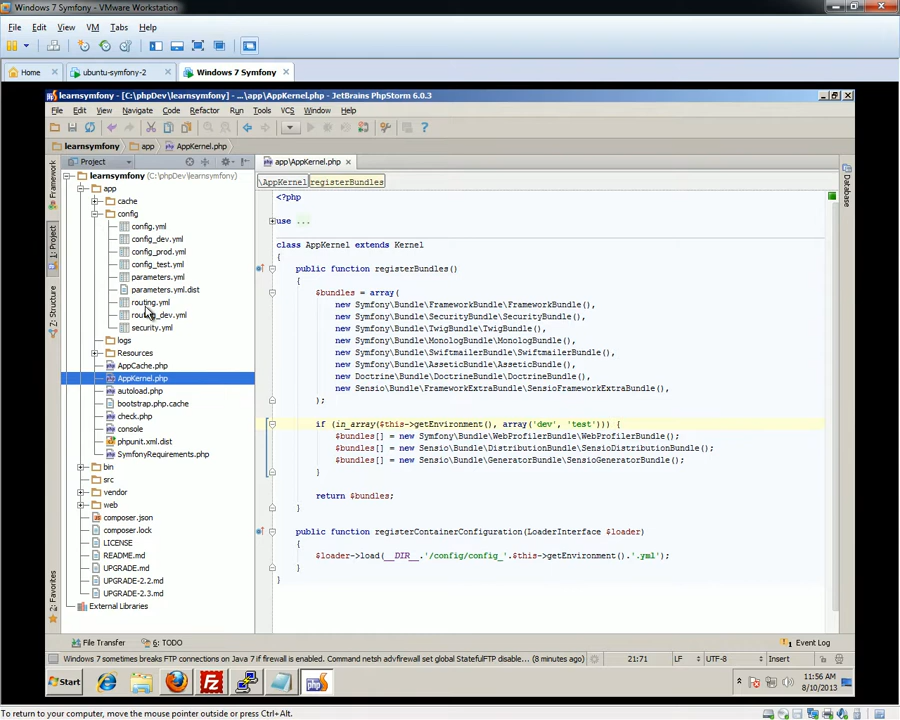 Windows 7 Symfony - VMware Workstation
File Edit View VM Tabs Help
Home ubuntu-symfony-2 Windows 7 Symfony
learnsymfony - [C:\phpDev\learnsymfony] - ...\app\AppKernel.php - JetBrains PhpStorm 6.0.3
File Edit View Navigate Code Refactor Run Tools VCS Window Help
learnsymfony app AppKernel.php
Project
app\AppKernel.php
\AppKernel registerBundles
learnsymfony (C:\phpDev\learnsymfony)
app
cache
config
config.yml
config_dev.yml
config_prod.yml
config_test.yml
parameters.yml
parameters.yml.dist
routing.yml
routing_dev.yml
security.yml
logs
Resources
AppCache.php
AppKernel.php
autoload.php
bootstrap.php.cache
check.php
console
phpunit.xml.dist
SymfonyRequirements.php
bin
src
vendor
web
composer.json
composer.lock
LICENSE
README.md
UPGRADE.md
UPGRADE-2.2.md
UPGRADE-2.3.md
External Libraries
Framework
1: Project
Z: Structure
2: Favorites
<?php
use ...
class AppKernel extends Kernel
{
public function registerBundles()
{
$bundles = array(
new Symfony\Bundle\FrameworkBundle\FrameworkBundle(),
new Symfony\Bundle\SecurityBundle\SecurityBundle(),
new Symfony\Bundle\TwigBundle\TwigBundle(),
new Symfony\Bundle\MonologBundle\MonologBundle(),
new Symfony\Bundle\SwiftmailerBundle\SwiftmailerBundle(),
new Symfony\Bundle\AsseticBundle\AsseticBundle(),
new Doctrine\Bundle\DoctrineBundle\DoctrineBundle(),
new Sensio\Bundle\FrameworkExtraBundle\SensioFrameworkExtraBundle(),
);
if (in_array($this->getEnvironment(), array('dev', 'test'))) {
$bundles[] = new Symfony\Bundle\WebProfilerBundle\WebProfilerBundle();
$bundles[] = new Sensio\Bundle\DistributionBundle\SensioDistributionBundle();
$bundles[] = new Sensio\Bundle\GeneratorBundle\SensioGeneratorBundle();
}
return $bundles;
}
public function registerContainerConfiguration(LoaderInterface $loader)
{
$loader->load(__DIR__.'/config/config_'.$this->getEnvironment().'.yml');
}
}
Database
File Transfer 6: TODO 1 Event Log
Windows 7 sometimes breaks FTP connections on Java 7 if firewall is enabled. Command netsh advfirewall set global StatefulFTP disable... (8 minutes ago) 21:71 LF UTF-8 Insert
Start
11:56 AM
8/10/2013
To return to your computer, move the mouse pointer outside or press Ctrl+Alt.